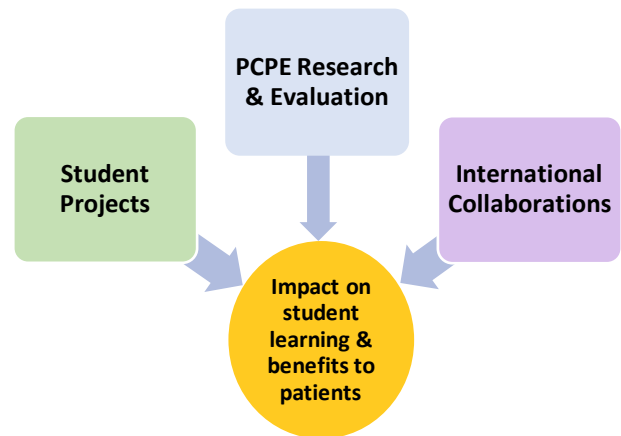 PCPE Research
& Evaluation
Student
Projects
International
Collaborations
Impact on
student
learning &
benefits to
patients